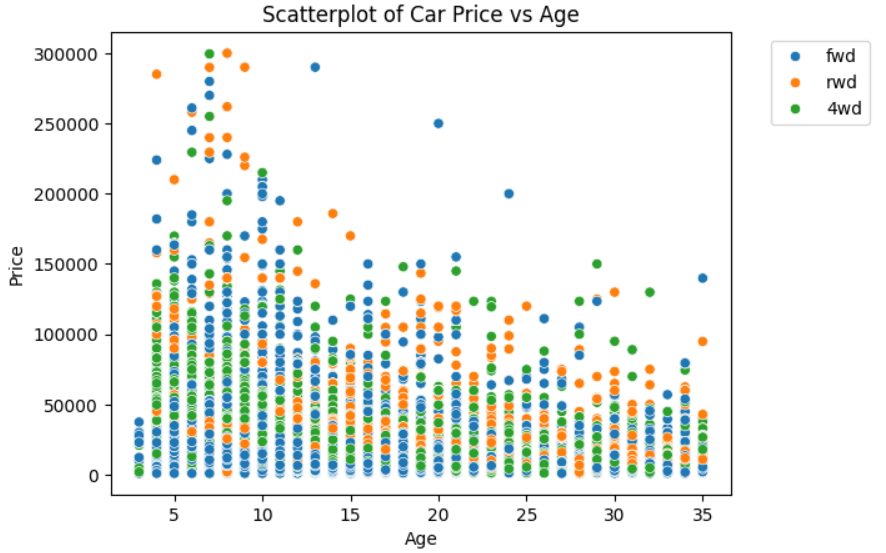 Scatterplot of Car Price vs Age
300000
250000
200000
150000
100000
50000
0
Price
5 10 15 20 25 30 35
Age
fwd
rwd
4wd